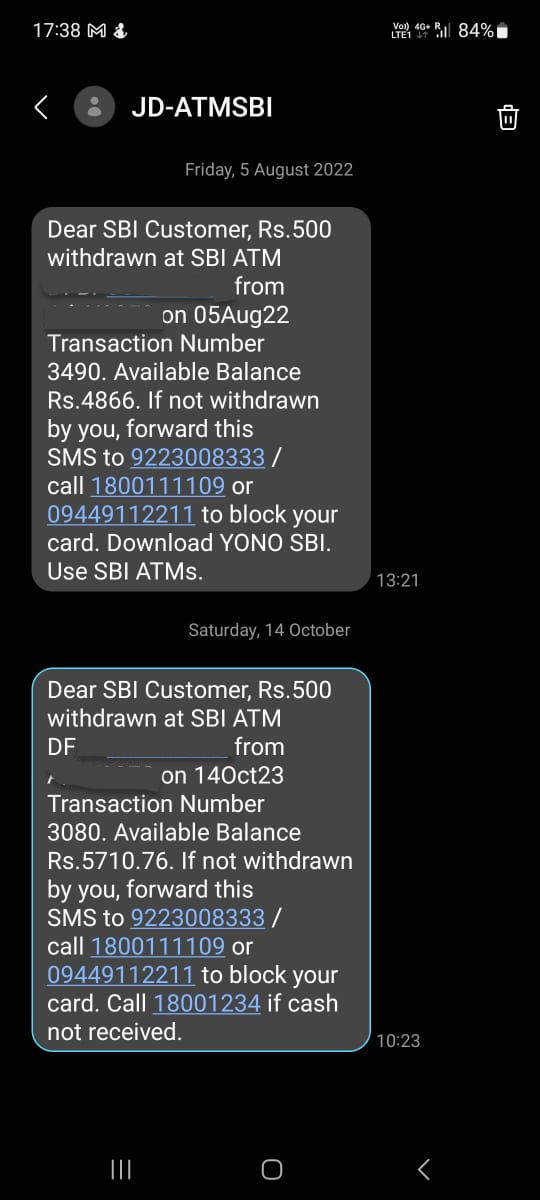 17:38
Vo)) LTE1 4G+ R 84%
JD-ATMSBI
Friday, 5 August 2022
Dear SBI Customer, Rs.500
withdrawn at SBI ATM
from
on 05Aug22
Transaction Number
3490. Available Balance
Rs.4866. If not withdrawn
by you, forward this
SMS to 9223008333 /
call 1800111109 or
09449112211 to block your
card. Download YONO SBI.
Use SBI ATMs.
13:21
Saturday, 14 October
Dear SBI Customer, Rs.500
withdrawn at SBI ATM
DF from
on 14Oct23
Transaction Number
3080. Available Balance
Rs.5710.76. If not withdrawn
by you, forward this
SMS to 9223008333 /
call 1800111109 or
09449112211 to block your
card. Call 18001234 if cash
not received.
10:23